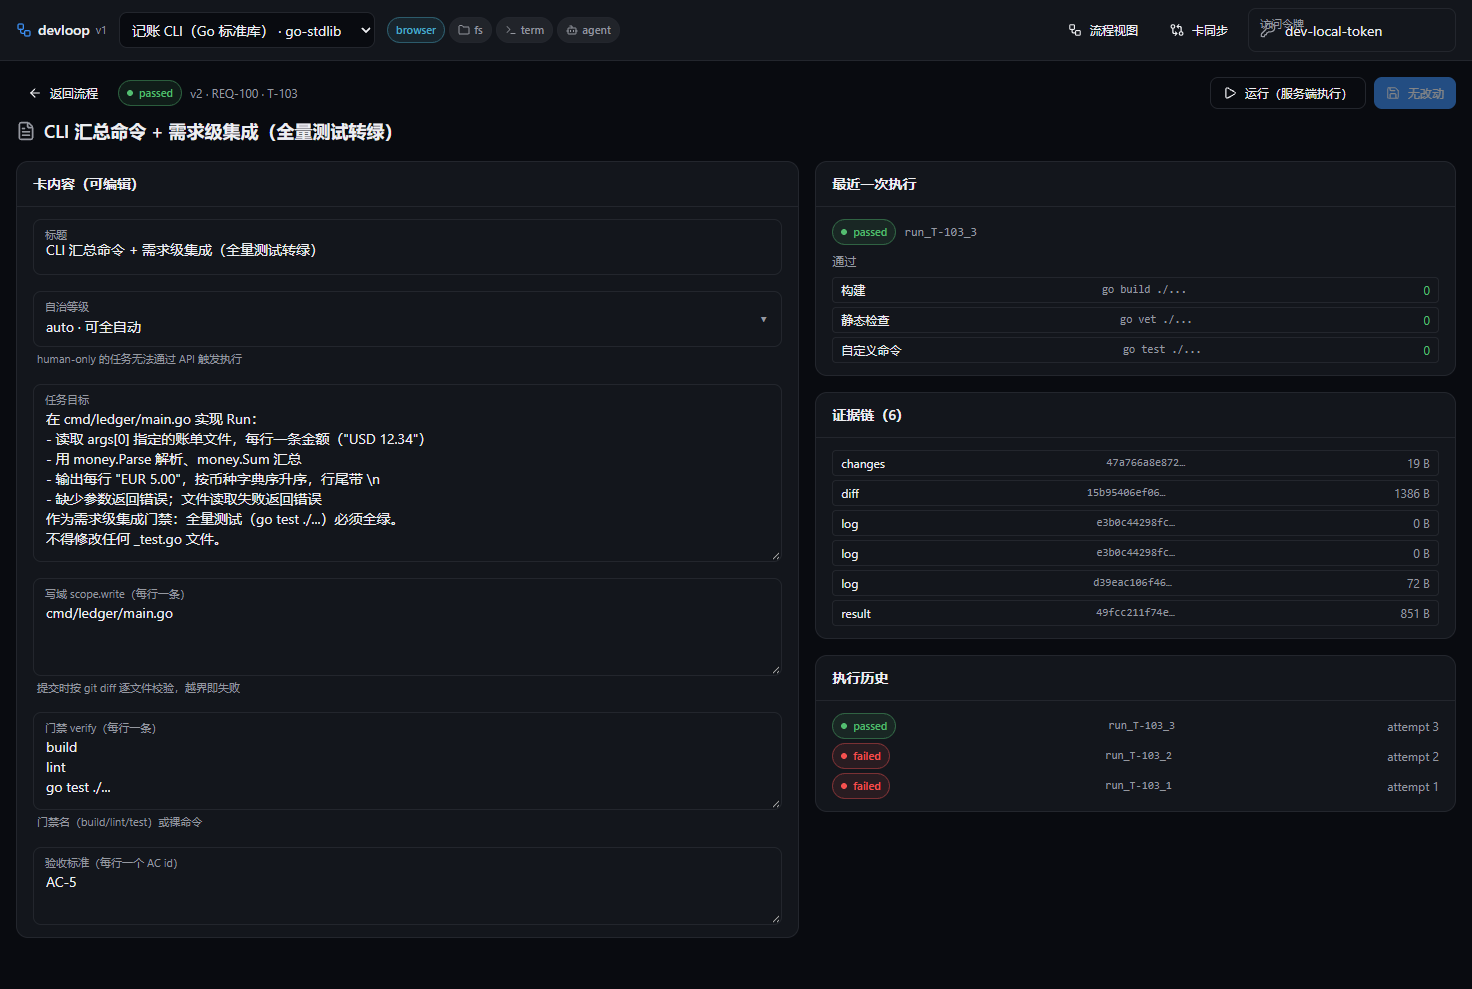 devloop v1
记账 CLI（Go 标准库） · go-stdlib
browser
fs
term
agent
流程视图
卡同步
访问令牌
dev-local-token
返回流程
passed
v2 · REQ-100 · T-103
运行（服务端执行）
无改动
CLI 汇总命令 + 需求级集成（全量测试转绿）
卡内容（可编辑）
标题
CLI 汇总命令 + 需求级集成（全量测试转绿）
自治等级
auto · 可全自动
human-only 的任务无法通过 API 触发执行
任务目标
在 cmd/ledger/main.go 实现 Run：
- 读取 args[0] 指定的账单文件，每行一条金额（"USD 12.34"）
- 用 money.Parse 解析、money.Sum 汇总
- 输出每行 "EUR 5.00"，按币种字典序升序，行尾带 \n
- 缺少参数返回错误；文件读取失败返回错误
作为需求级集成门禁：全量测试（go test ./...）必须全绿。
不得修改任何 _test.go 文件。
写域 scope.write（每行一条）
cmd/ledger/main.go
提交时按 git diff 逐文件校验，越界即失败
门禁 verify（每行一条）
build
lint
go test ./...
门禁名（build/lint/test）或裸命令
验收标准（每行一个 AC id）
AC-5
最近一次执行
passed run_T-103_3
通过
构建 go build ./... 0
静态检查 go vet ./... 0
自定义命令 go test ./... 0
证据链（6）
changes 47a766a8e872… 19 B
diff 15b95406ef06… 1386 B
log e3b0c44298fc… 0 B
log e3b0c44298fc… 0 B
log d39eac106f46… 72 B
result 49fcc211f74e… 851 B
执行历史
passed run_T-103_3 attempt 3
failed run_T-103_2 attempt 2
failed run_T-103_1 attempt 1